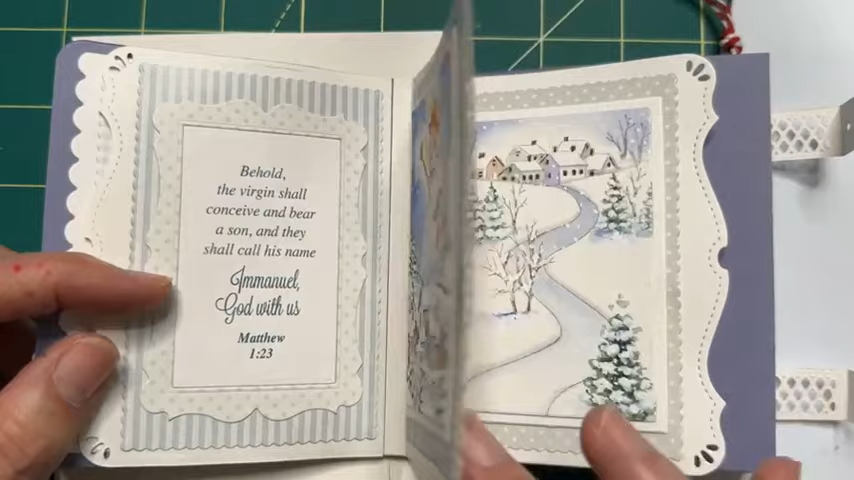 Behold,
the virgin shall
conceive and bear
a son, and they
shall call his name
Immanuel,
God with us
Matthew
1:23